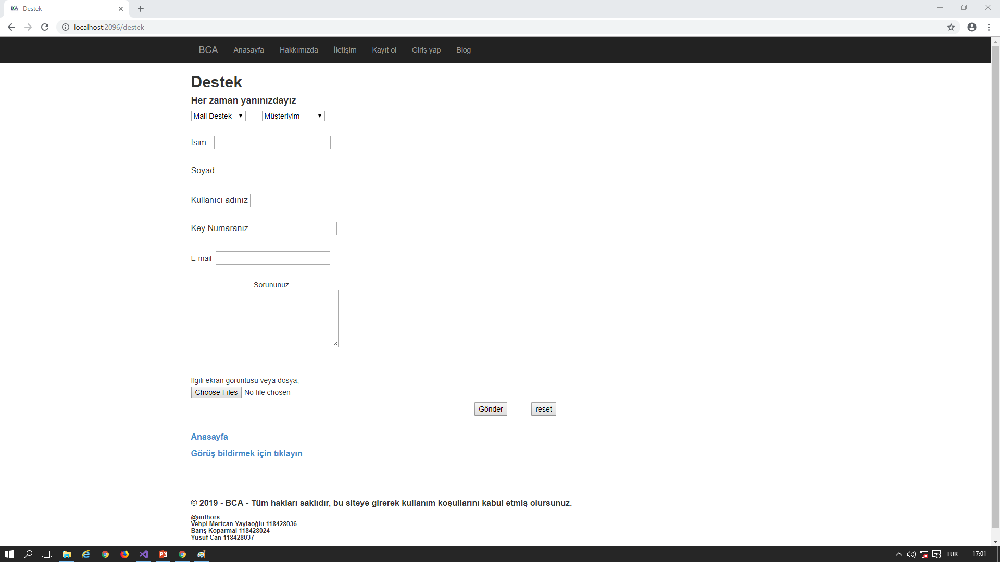 BCA Destek
localhost:2096/destek
BCA Anasayfa Hakkımızda İletişim Kayıt ol Giriş yap Blog
Destek
Her zaman yanınızdayız
Mail Destek Müşteriyim
İsim
Soyad
Kullanıcı adınız
Key Numaranız
E-mail
Sorununuz
İlgili ekran görüntüsü veya dosya;
Choose Files No file chosen
Gönder reset
Anasayfa
Görüş bildirmek için tıklayın
© 2019 - BCA - Tüm hakları saklıdır, bu siteye girerek kullanım koşullarını kabul etmiş olursunuz.
@authors
Vehpi Mertcan Yaylaoğlu 118428036
Barış Koparmal 118428024
Yusuf Can 118428037
TUR 17:01